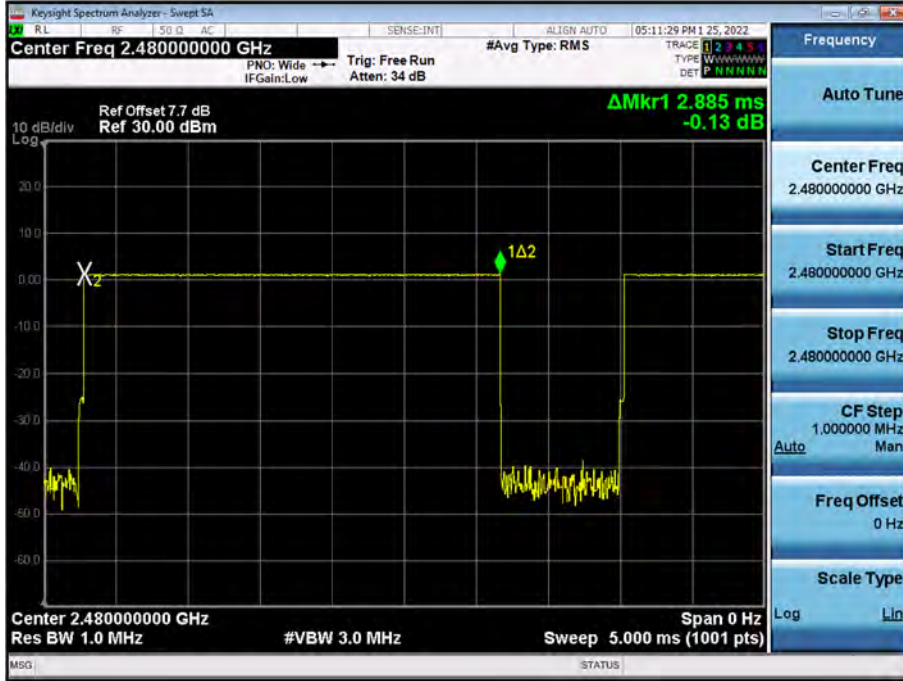 Keysight Spectrum Analyzer - Swept SA
RL RF 50 Ω AC SENSE:INT ALIGN AUTO 05:11:29 PM 1 25, 2022
Center Freq 2.480000000 GHz
PNO: Wide
IFGain:Low
Trig: Free Run
Atten: 34 dB
#Avg Type: RMS
TRACE 1 2 3 4 5 6
TYPE W
DET P N N N N N
ΔMkr1 2.885 ms
-0.13 dB
Ref Offset 7.7 dB
10 dB/div Ref 30.00 dBm
Log
20.0
10.0
0.00
-10.0
-20.0
-30.0
-40.0
-50.0
-60.0
2
1Δ2
Center 2.480000000 GHz Span 0 Hz
Res BW 1.0 MHz #VBW 3.0 MHz Sweep 5.000 ms (1001 pts)
MSG STATUS
Frequency
Auto Tune
Center Freq
2.480000000 GHz
Start Freq
2.480000000 GHz
Stop Freq
2.480000000 GHz
CF Step
1.000000 MHz
Auto Man
Freq Offset
0 Hz
Scale Type
Log Lin